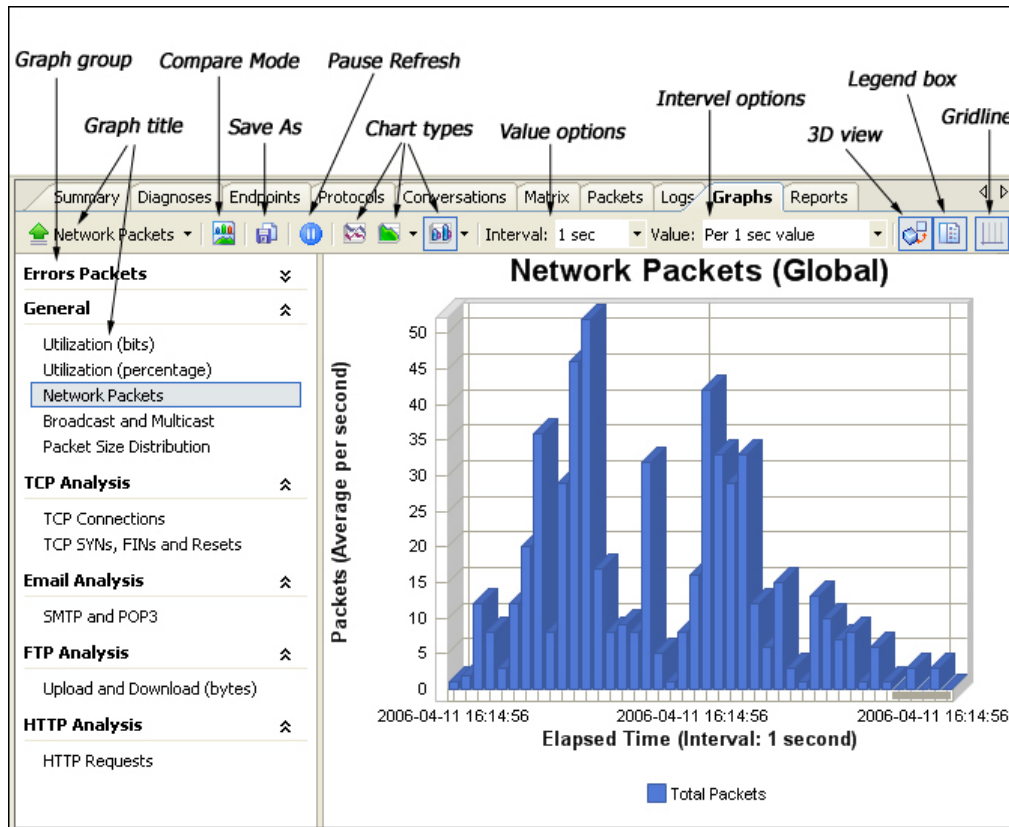 Graph group
Compare Mode
Pause Refresh
Legend box
Intervel options
Gridline
Graph title
Save As
Chart types
Value options
3D view
Summary Diagnoses Endpoints Protocols Conversations Matrix Packets Logs Graphs Reports
Network Packets Interval: 1 sec Value: Per 1 sec value
Errors Packets
General
Utilization (bits)
Utilization (percentage)
Network Packets
Broadcast and Multicast
Packet Size Distribution
TCP Analysis
TCP Connections
TCP SYNs, FINs and Resets
Email Analysis
SMTP and POP3
FTP Analysis
Upload and Download (bytes)
HTTP Analysis
HTTP Requests
Network Packets (Global)
Packets (Average per second)
50
45
40
35
30
25
20
15
10
5
0
2006-04-11 16:14:56 2006-04-11 16:14:56 2006-04-11 16:14:56
Elapsed Time (Interval: 1 second)
Total Packets